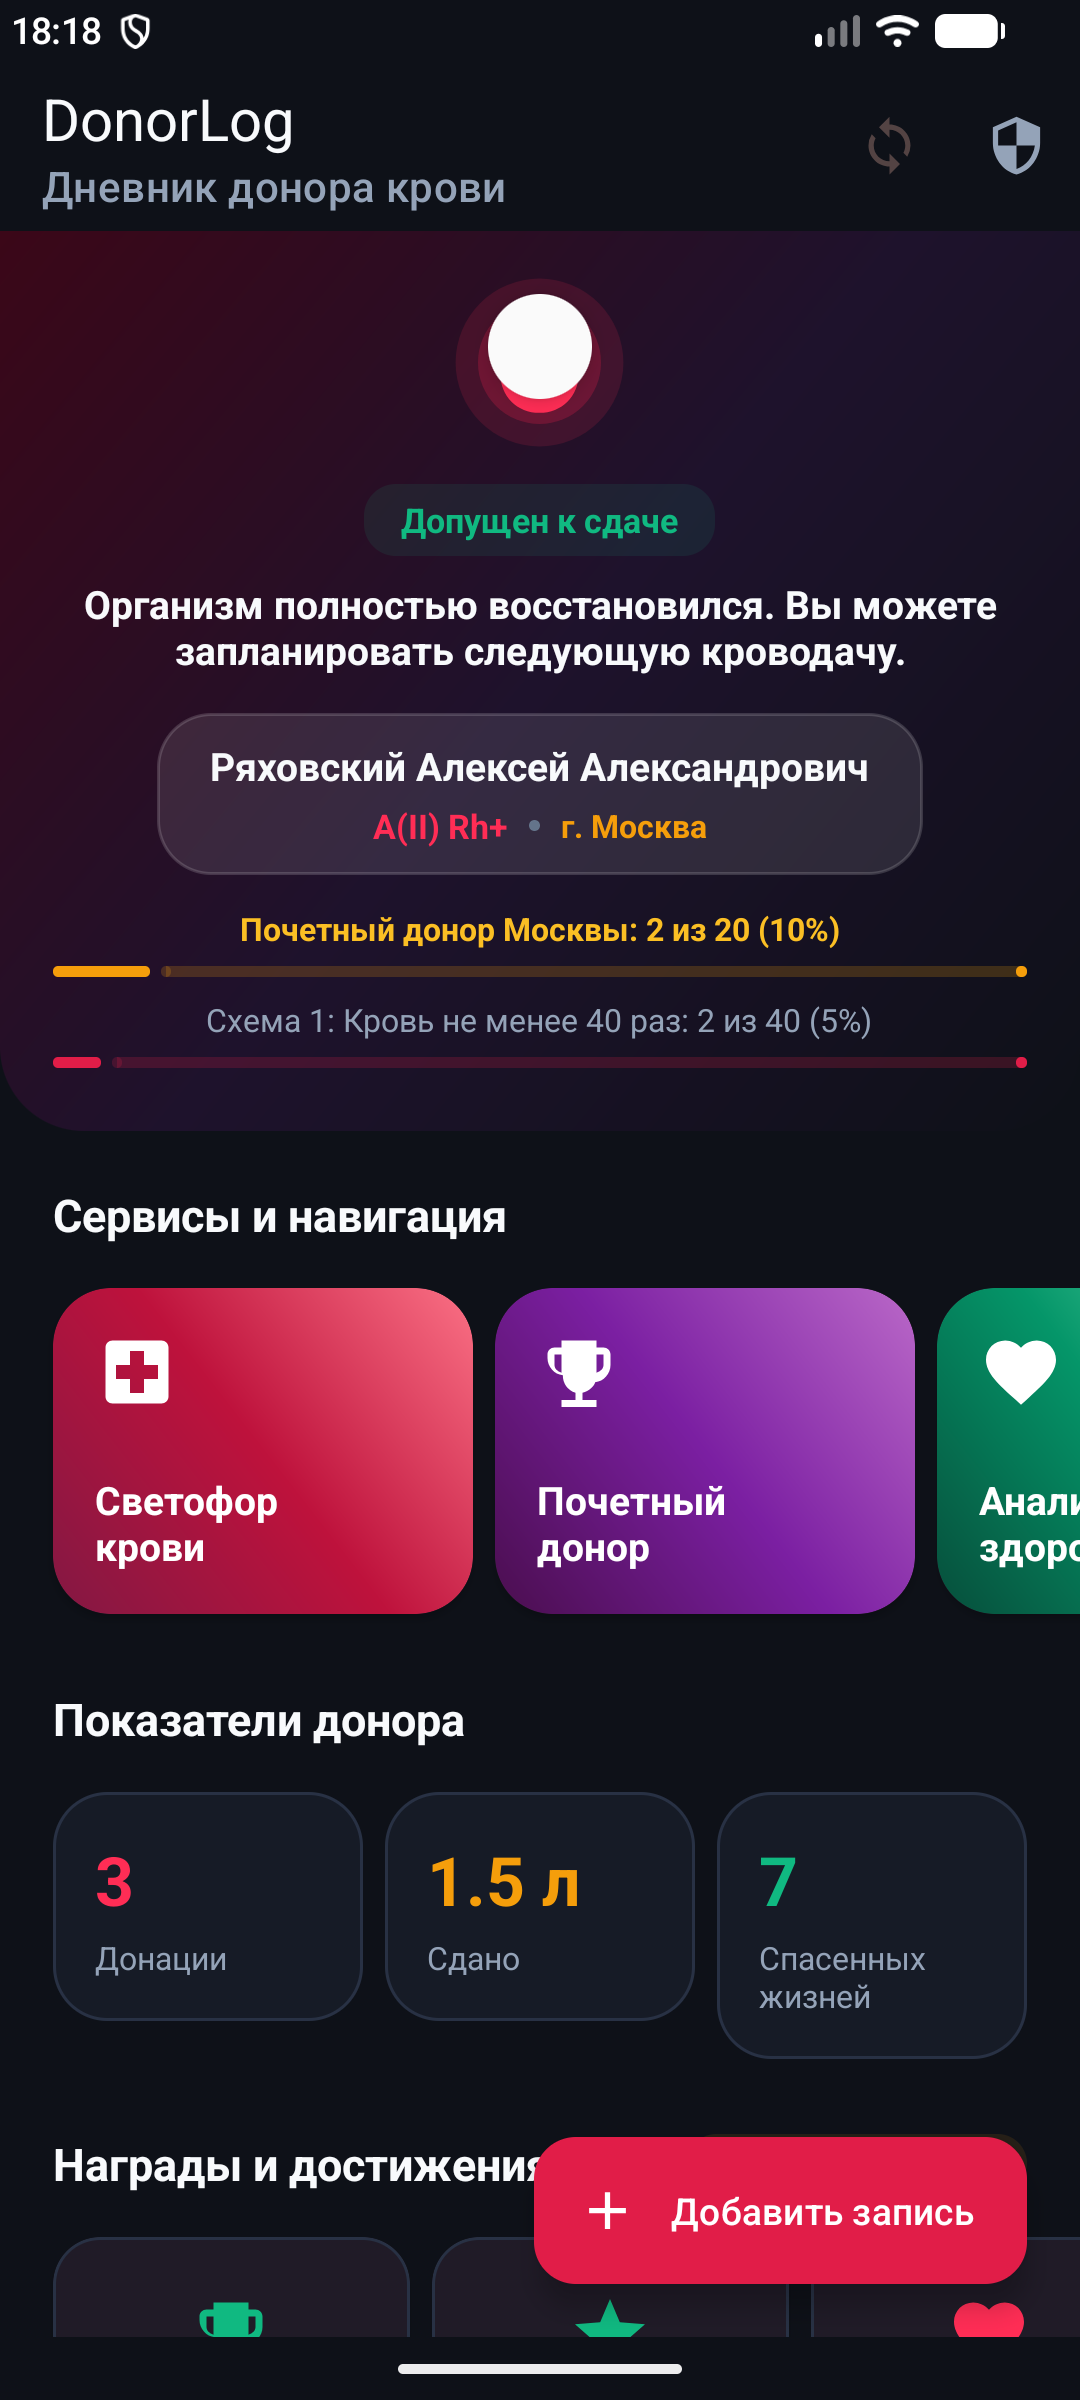 18:18
DonorLog
Дневник донора крови
Допущен к сдаче
Организм полностью восстановился. Вы можете
запланировать следующую кроводачу.
Ряховский Алексей Александрович
A(II) Rh+ • г. Москва
Почетный донор Москвы: 2 из 20 (10%)
Схема 1: Кровь не менее 40 раз: 2 из 40 (5%)
Сервисы и навигация
Светофор
крови
Почетный
донор
Анали
здоро
Показатели донора
3
Донации
1.5 л
Сдано
7
Спасенных
жизней
Награды и достижения
Добавить запись